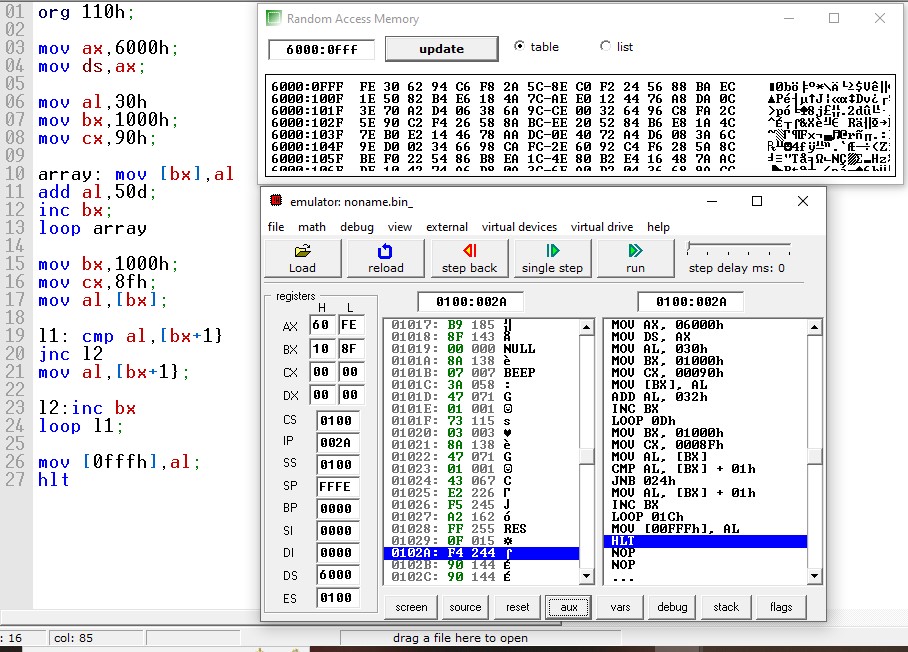 01 org 110h;
02
03 mov ax,6000h;
04 mov ds,ax;
05
06 mov al,30h
07 mov bx,1000h;
08 mov cx,90h;
09
10 array: mov [bx],al
11 add al,50d;
12 inc bx;
13 loop array
14
15 mov bx,1000h;
16 mov cx,8fh;
17 mov al,[bx];
18
19 l1: cmp al,[bx+1}
20 jnc l2
21 mov al,[bx+1};
22
23 l2:inc bx
24 loop l1;
25
26 mov [0fffh],al;
27 hlt
Random Access Memory
6000:0fff update table list
6000:0FFF FE 30 62 94 C6 F8 2A 5C-8E C0 F2 24 56 88 BA EC
6000:100F 1E 50 82 B4 E6 18 4A 7C-AE E0 12 44 76 A8 DA 0C
6000:101F 3E 70 A2 D4 06 38 6A 9C-CE 00 32 64 96 C8 FA 2C
6000:102F 5E 90 C2 F4 26 58 8A BC-EE 20 52 84 B6 E8 1A 4C
6000:103F 7E B0 E2 14 46 78 AA DC-0E 40 72 A4 D6 08 3A 6C
6000:104F 9E D0 02 34 66 98 CA FC-2E 60 92 C4 F6 28 5A 8C
6000:105F BE F0 22 54 86 B8 EA 1C-4E 80 B2 E4 16 48 7A AC
emulator: noname.bin_
file math debug view external virtual devices virtual drive help
Load reload step back single step run step delay ms: 0
registers
H L
AX 60 FE
BX 10 8F
CX 00 00
DX 00 00
CS 0100
IP 002A
SS 0100
SP FFFE
BP 0000
SI 0000
DI 0000
DS 6000
ES 0100
0100:002A
01017: B9 185 ╣
01018: 8F 143 Å
01019: 00 000 NULL
0101A: 8A 138 è
0101B: 07 007 BEEP
0101C: 3A 058 :
0101D: 47 071 G
0101E: 01 001 ☺
0101F: 73 115 s
01020: 03 003 ♥
01021: 8A 138 è
01022: 47 071 G
01023: 01 001 ☺
01024: 43 067 C
01025: E2 226 Γ
01026: F5 245 ⌡
01027: A2 162 ó
01028: FF 255 RES
01029: 0F 015 ☼
0102A: F4 244 ⌠
0102B: 90 144 É
0102C: 90 144 É
0100:002A
MOV AX, 06000h
MOV DS, AX
MOV AL, 030h
MOV BX, 01000h
MOV CX, 00090h
MOV [BX], AL
ADD AL, 032h
INC BX
LOOP 0Dh
MOV BX, 01000h
MOV CX, 0008Fh
MOV AL, [BX]
CMP AL, [BX] + 01h
JNB 024h
MOV AL, [BX] + 01h
INC BX
LOOP 01Ch
MOV [00FFFh], AL
HLT
NOP
NOP
...
screen source reset aux vars debug stack flags
: 16 col: 85 drag a file here to open